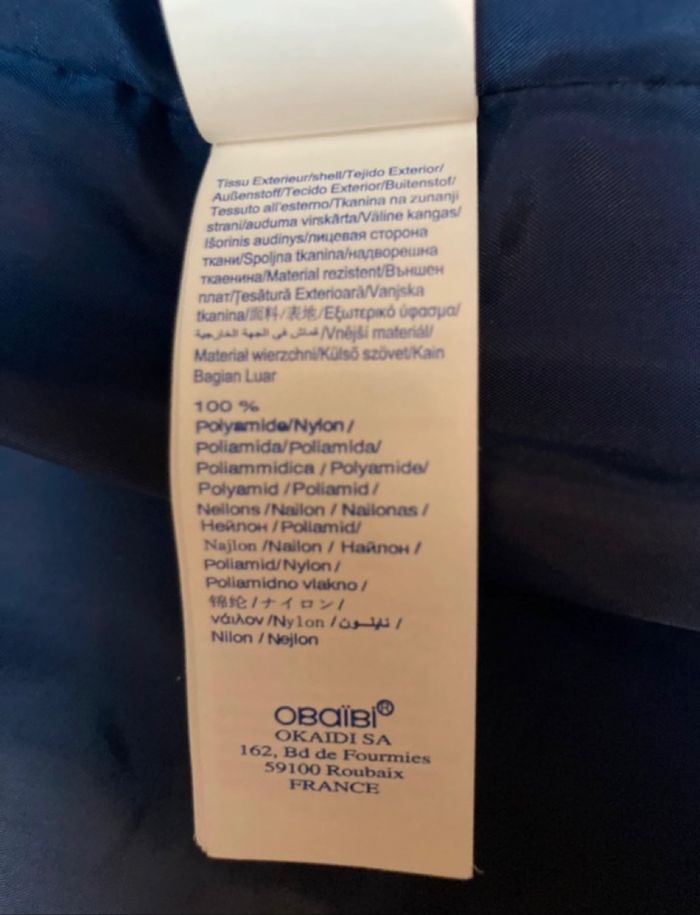 Tissu Exterieur/shell/Tejido Exterior/
Außenstoff/Tecido Exterior/Buitenstof/
Tessuto all'esterno/Tkanina na zunanji
strani/auduma virskārta/Väline kangas/
Išorinis audinys/лицевая сторона
ткани/Spoljna tkanina/надворешна
ткаенина/Material rezistent/Външен
плат/Țesătură Exterioară/Vanjska
tkanina/面料/表地/Εξωτερικό ύφασμα/
قماش في الجهة الخارجية/Vnější materiál/
Materiał wierzchni/Külső szövet/Kain
Bagian Luar
100 %
Polyamide/Nylon /
Poliamida/Poliamida/
Poliammidica / Polyamide/
Polyamid /Poliamid /
Neilons /Nailon / Nailonas /
Нейлон /Poliamid/
Najlon /Nailon / Најлон /
Poliamid/Nylon /
Poliamidno vlakno /
锦纶 /ナイロン/
νάιλον /Nylon /نايلون /
Nilon / Nejlon
OBaïBi®
OKAIDI SA
162, Bd de Fourmies
59100 Roubaix
FRANCE